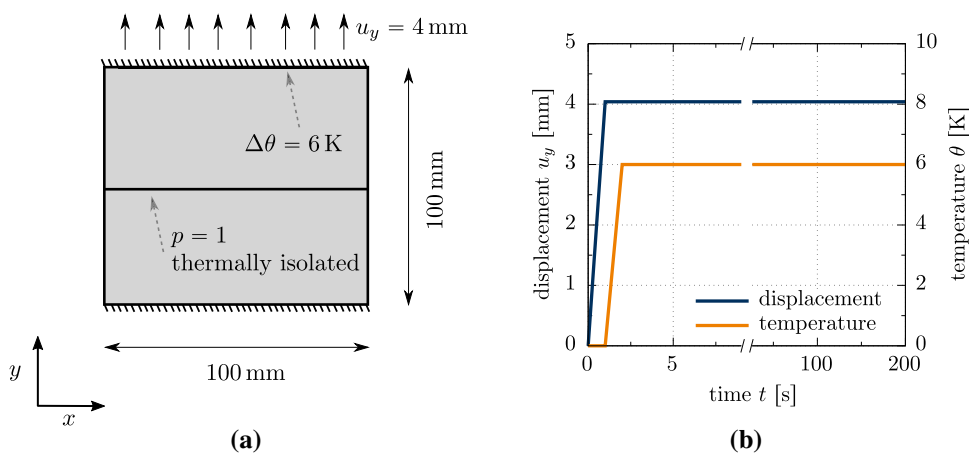 u_y = 4 mm
Δθ = 6 K
p = 1
thermally isolated
100 mm
100 mm
y
x
(a)
displacement u_y [mm]
5
4
3
2
1
0
10
8
6
4
2
0
temperature θ [K]
displacement
temperature
0
5
100
200
time t [s]
(b)